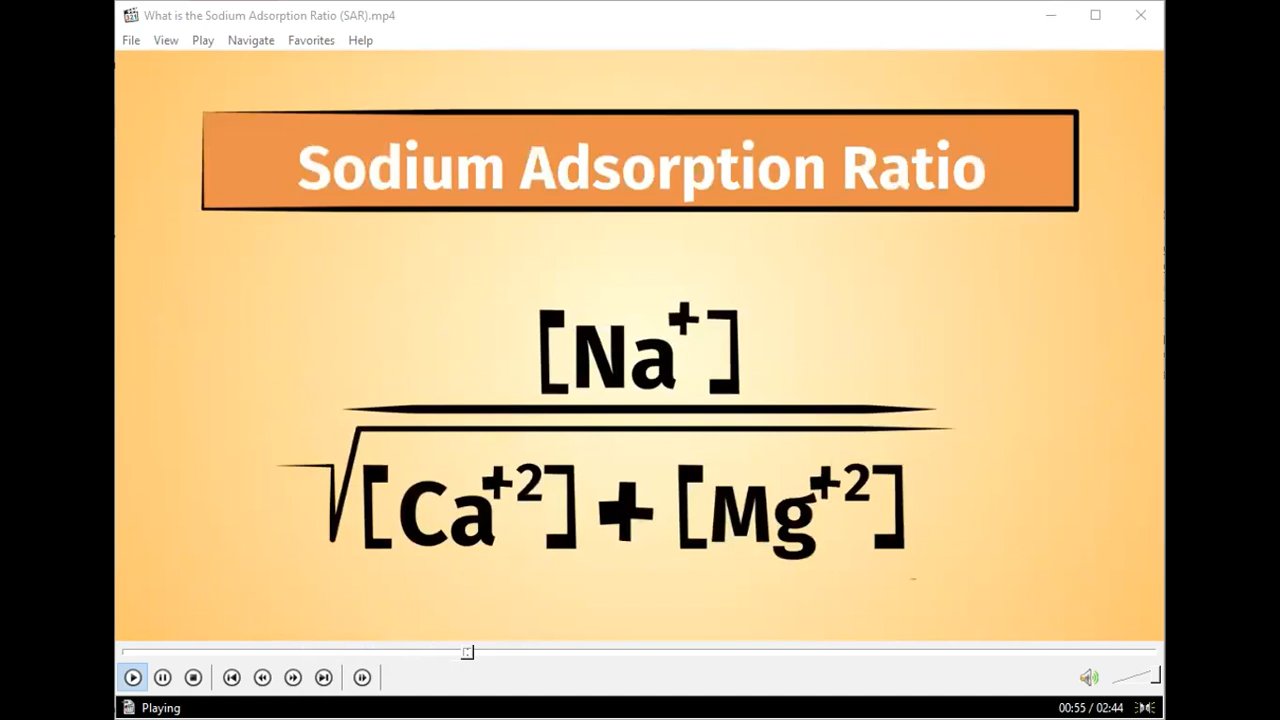 What is the Sodium Adsorption Ratio (SAR).mp4
File View Play Navigate Favorites Help
Sodium Adsorption Ratio
[Na⁺]
√[Ca⁺²] + [Mg⁺²]
Playing
00:55 / 02:44